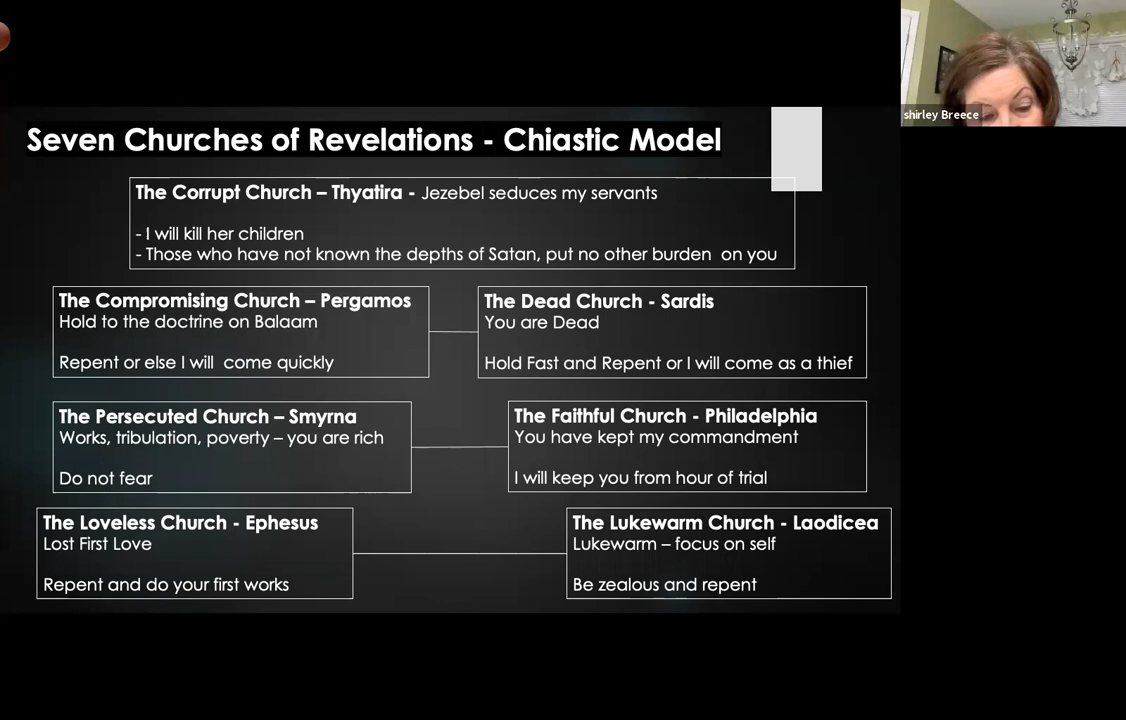 shirley Breece
Seven Churches of Revelations - Chiastic Model
The Corrupt Church – Thyatira - Jezebel seduces my servants
- I will kill her children
- Those who have not known the depths of Satan, put no other burden on you
The Compromising Church – Pergamos
Hold to the doctrine on Balaam
Repent or else I will come quickly
The Dead Church - Sardis
You are Dead
Hold Fast and Repent or I will come as a thief
The Persecuted Church – Smyrna
Works, tribulation, poverty – you are rich
Do not fear
The Faithful Church - Philadelphia
You have kept my commandment
I will keep you from hour of trial
The Loveless Church - Ephesus
Lost First Love
Repent and do your first works
The Lukewarm Church - Laodicea
Lukewarm – focus on self
Be zealous and repent